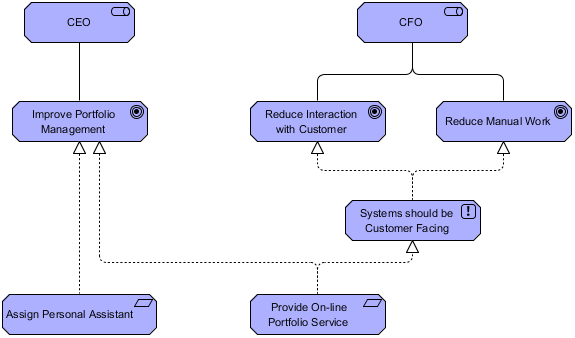 CEO
CFO
Improve Portfolio
Management
Reduce Interaction
with Customer
Reduce Manual Work
Systems should be
Customer Facing
!
Assign Personal Assistant
Provide On-line
Portfolio Service